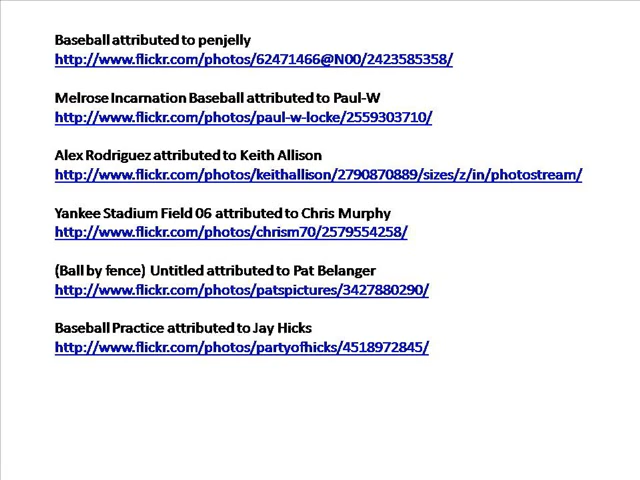 Baseball attributed to penjelly
http://www.flickr.com/photos/62471466@N00/2423585358/
Melrose Incarnation Baseball attributed to Paul-W
http://www.flickr.com/photos/paul-w-locke/2559303710/
Alex Rodriguez attributed to Keith Allison
http://www.flickr.com/photos/keithallison/2790870889/sizes/z/in/photostream/
Yankee Stadium Field 06 attributed to Chris Murphy
http://www.flickr.com/photos/chrism70/2579554258/
(Ball by fence) Untitled attributed to Pat Belanger
http://www.flickr.com/photos/patspictures/3427880290/
Baseball Practice attributed to Jay Hicks
http://www.flickr.com/photos/partyofhicks/4518972845/